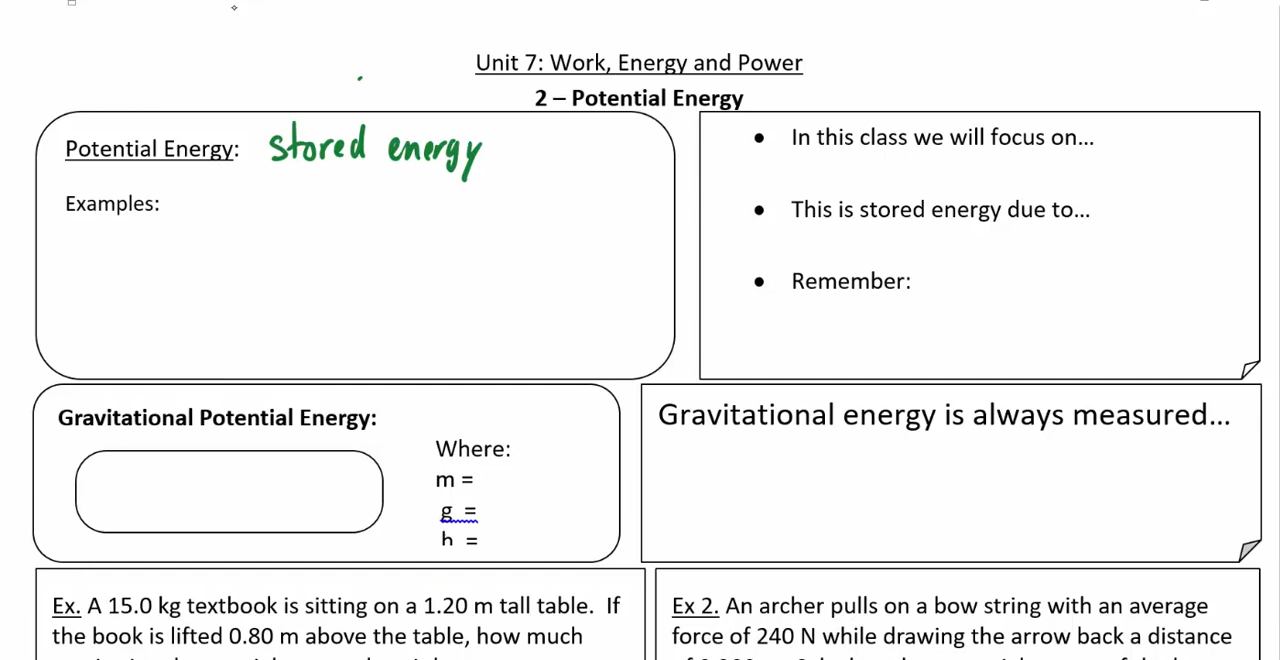 Unit 7: Work, Energy and Power
2 – Potential Energy
Potential Energy: stored energy
Examples:
• In this class we will focus on...
• This is stored energy due to...
• Remember:
Gravitational Potential Energy:
Where:
m =
g =
h =
Gravitational energy is always measured...
Ex. A 15.0 kg textbook is sitting on a 1.20 m tall table. If
the book is lifted 0.80 m above the table, how much
Ex 2. An archer pulls on a bow string with an average
force of 240 N while drawing the arrow back a distance